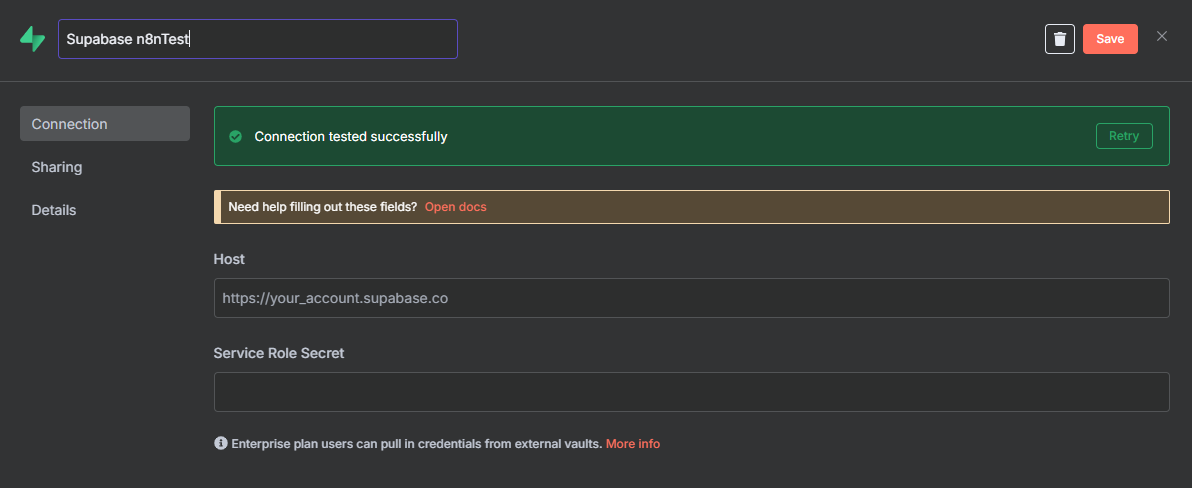 Supabase n8nTest
Save
Connection
Sharing
Details
Connection tested successfully
Retry
Need help filling out these fields? Open docs
Host
https://your_account.supabase.co
Service Role Secret
Enterprise plan users can pull in credentials from external vaults. More info